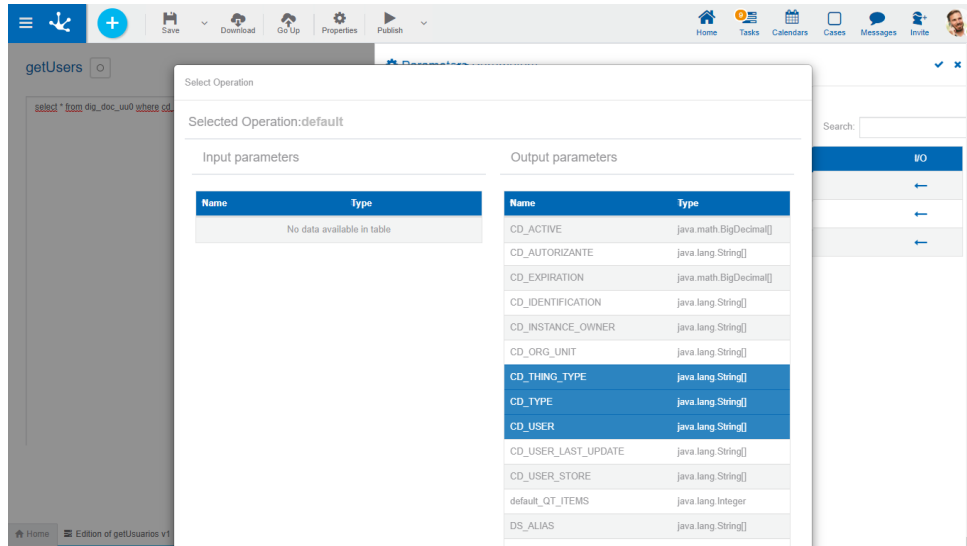 Save
Download
Go Up
Properties
Publish
Home
9
Tasks
Calendars
Cases
Messages
Invite
getUsers
select * from dig_doc_uu0 where cd_
Select Operation
Selected Operation:default
Input parameters
Name Type
No data available in table
Output parameters
Name Type
CD_ACTIVE java.math.BigDecimal[]
CD_AUTORIZANTE java.lang.String[]
CD_EXPIRATION java.math.BigDecimal[]
CD_IDENTIFICATION java.lang.String[]
CD_INSTANCE_OWNER java.lang.String[]
CD_ORG_UNIT java.lang.String[]
CD_THING_TYPE java.lang.String[]
CD_TYPE java.lang.String[]
CD_USER java.lang.String[]
CD_USER_LAST_UPDATE java.lang.String[]
CD_USER_STORE java.lang.String[]
default_QT_ITEMS java.lang.Integer
DS_ALIAS java.lang.String[]
Search:
I/O
Home
Edition of getUsuarios v1